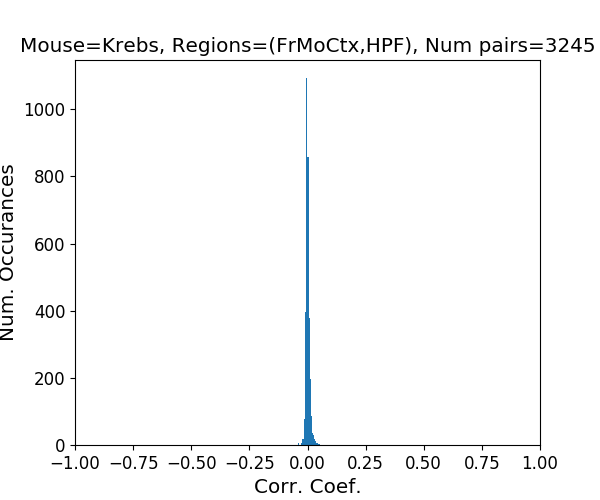 Mouse=Krebs, Regions=(FrMoCtx,HPF), Num pairs=3245
Num. Occurances
1000
800
600
400
200
0
−1.00 −0.75 −0.50 −0.25 0.00 0.25 0.50 0.75 1.00
Corr. Coef.